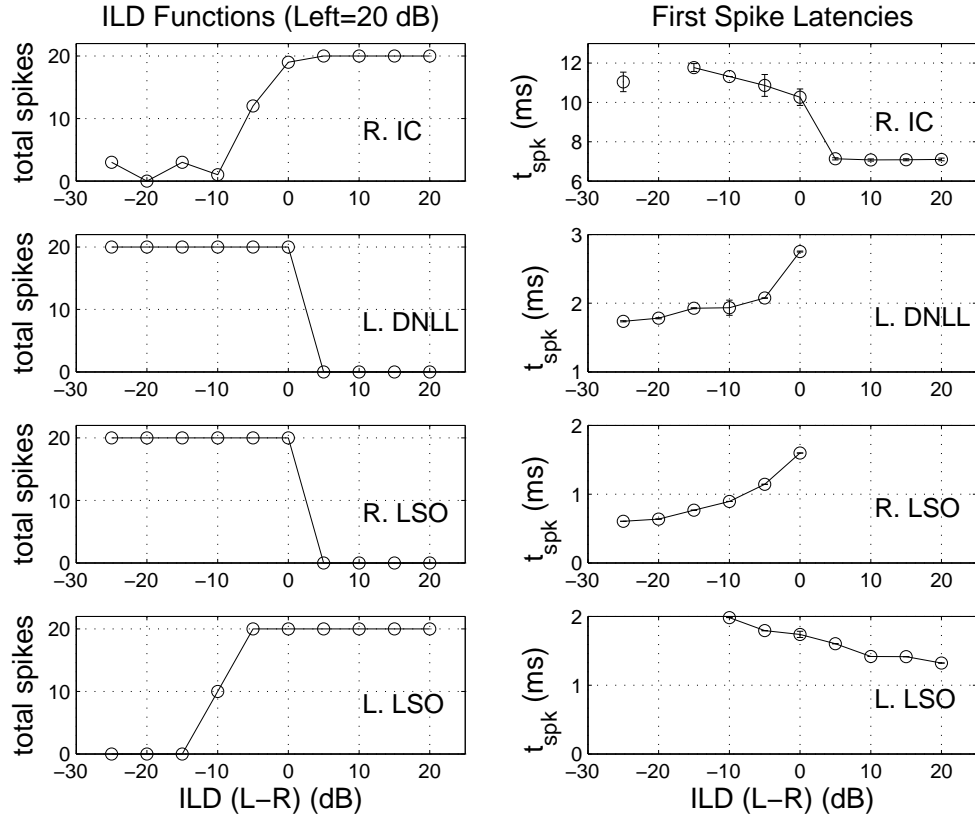 ILD Functions (Left=20 dB)
First Spike Latencies
total spikes
20
10
0
−30 −20 −10 0 10 20
R. IC
t_spk (ms)
12
10
8
6
−30 −20 −10 0 10 20
R. IC
total spikes
20
10
0
−30 −20 −10 0 10 20
L. DNLL
t_spk (ms)
3
2
1
−30 −20 −10 0 10 20
L. DNLL
total spikes
20
10
0
−30 −20 −10 0 10 20
R. LSO
t_spk (ms)
2
1
0
−30 −20 −10 0 10 20
R. LSO
total spikes
20
10
0
−30 −20 −10 0 10 20
L. LSO
ILD (L−R) (dB)
t_spk (ms)
2
1
0
−30 −20 −10 0 10 20
L. LSO
ILD (L−R) (dB)